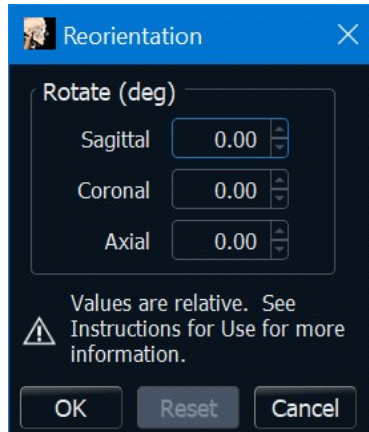 Reorientation
Rotate (deg)
Sagittal 0.00
Coronal 0.00
Axial 0.00
Values are relative.  See
Instructions for Use for more
information.
OK Reset Cancel